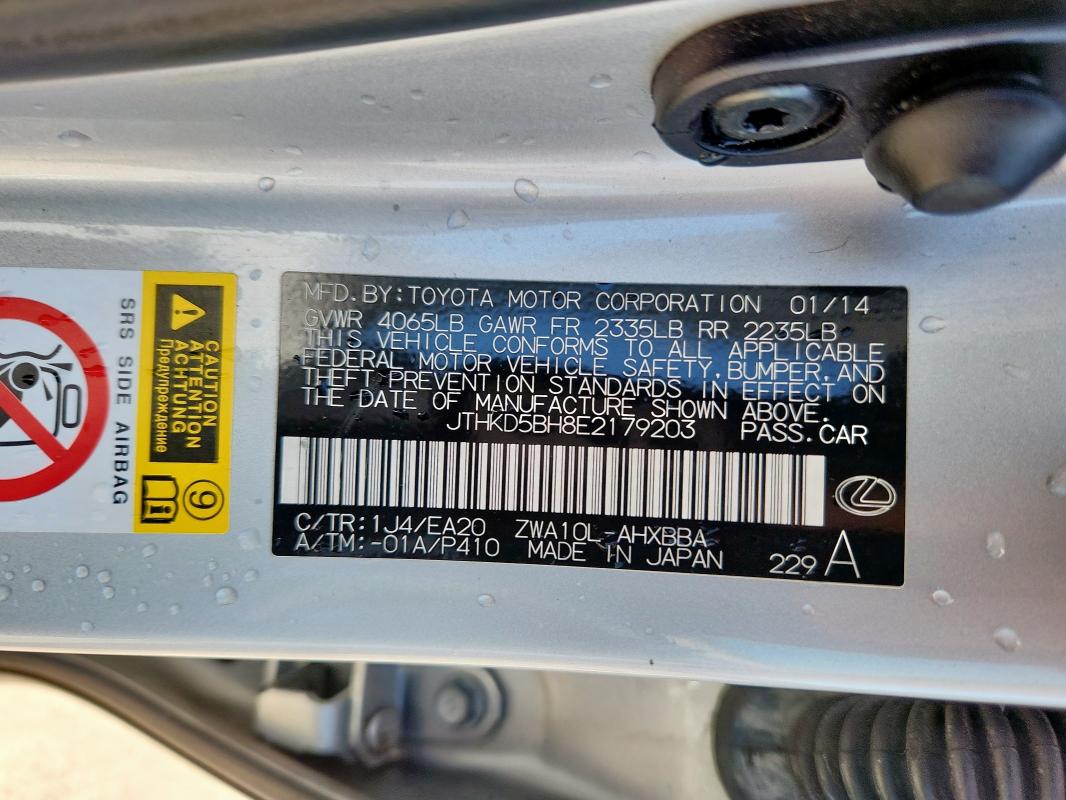 MFD.BY:TOYOTA MOTOR CORPORATION 01/14
GVWR 4065LB GAWR FR 2335LB RR 2235LB
THIS VEHICLE CONFORMS TO ALL APPLICABLE
FEDERAL MOTOR VEHICLE SAFETY, BUMPER, AND
THEFT PREVENTION STANDARDS IN EFFECT ON
THE DATE OF MANUFACTURE SHOWN ABOVE.
JTHKD5BH8E2179203 PASS.CAR
C/TR:1J4/EA20 ZWA10L-AHXBBA
A/TM:-01A/P410 MADE IN JAPAN 229 A
CAUTION
ATTENTION
ACHTUNG
Предупреждение
9
SRS SIDE AIRBAG